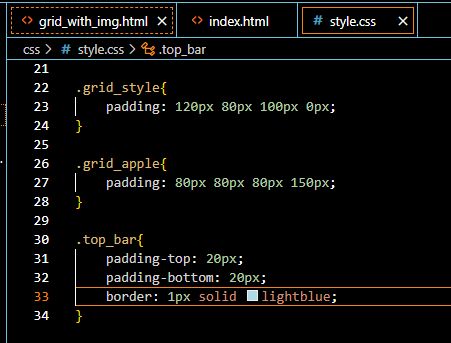 <> grid_with_img.html ×
<> index.html
# style.css ×
css > # style.css > .top_bar
21
22 .grid_style{
23 padding: 120px 80px 100px 0px;
24 }
25
26 .grid_apple{
27 padding: 80px 80px 80px 150px;
28 }
29
30 .top_bar{
31 padding-top: 20px;
32 padding-bottom: 20px;
33 border: 1px solid lightblue;
34 }